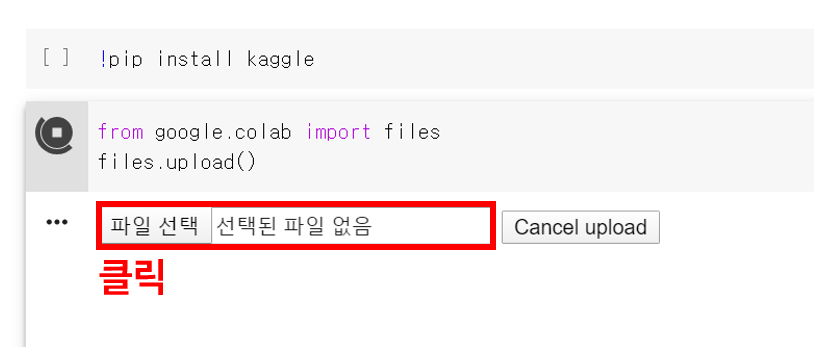 [ ] !pip install kaggle
from google.colab import files
files.upload()
파일 선택 선택된 파일 없음 Cancel upload
클릭